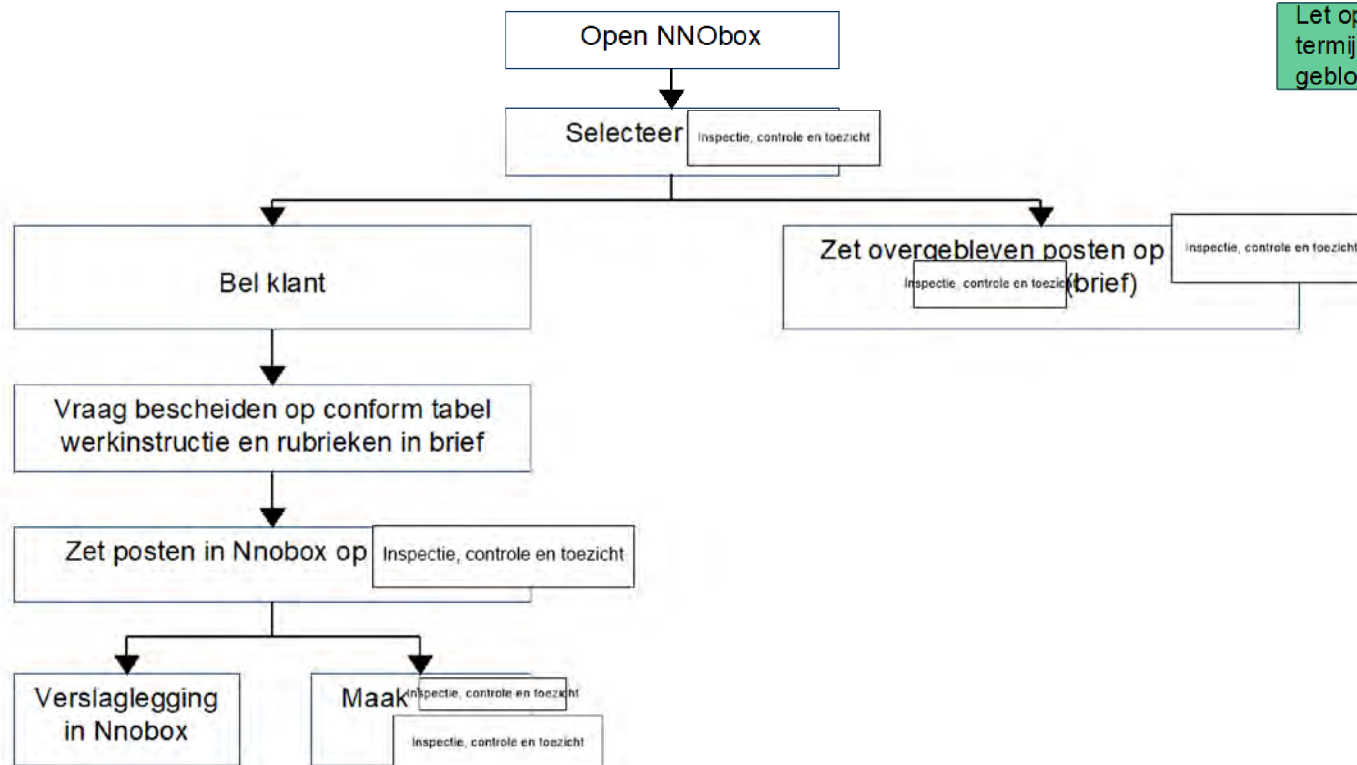 Open NNObox
Let op
termij
geblo
Selecteer
Inspectie, controle en toezicht
Bel klant
Zet overgebleven posten op
Inspectie, controle en toezicht
Inspectie, controle en toezicht
(brief)
Vraag bescheiden op conform tabel
werkinstructie en rubrieken in brief
Zet posten in Nnobox op
Inspectie, controle en toezicht
Verslaglegging
in Nnobox
Maak
Inspectie, controle en toezicht
Inspectie, controle en toezicht